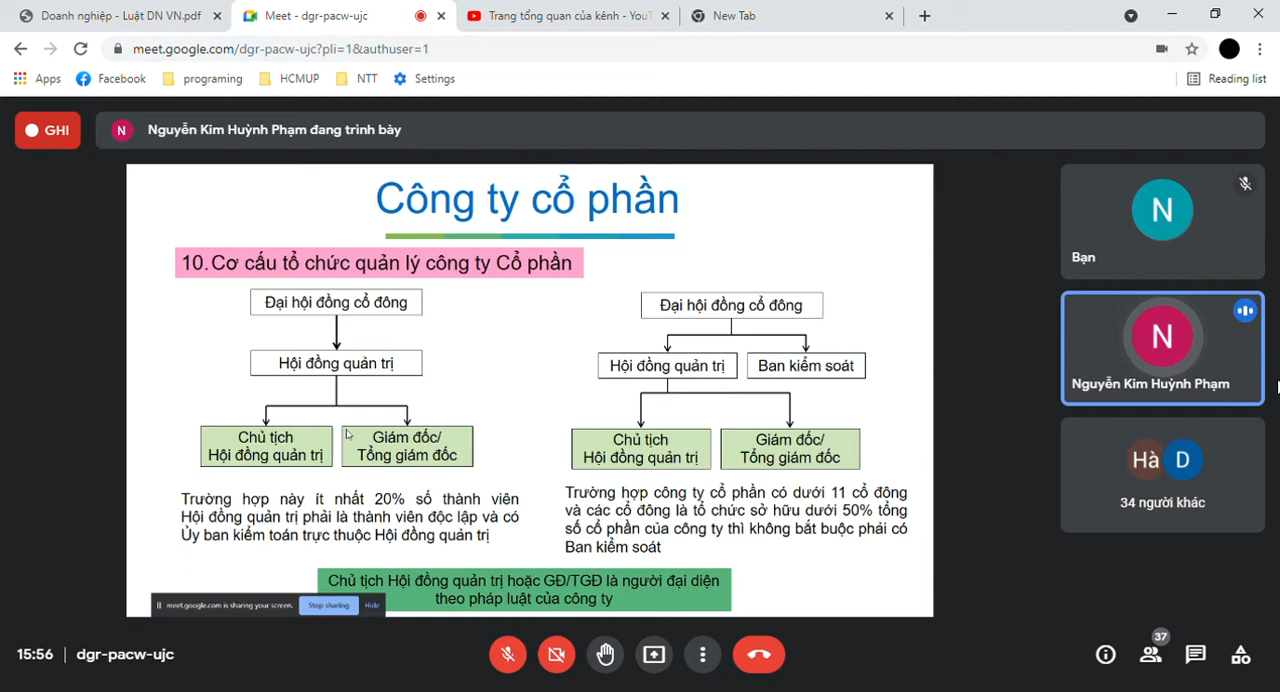 Doanh nghiệp - Luật DN VN.pdf
Meet - dgr-pacw-ujc
Trang tổng quan của kênh - YouT
New Tab
meet.google.com/dgr-pacw-ujc?pli=1&authuser=1
Apps
Facebook
programing
HCMUP
NTT
Settings
Reading list
GHI
N
Nguyễn Kim Huỳnh Phạm đang trình bày
Công ty cổ phần
10. Cơ cấu tổ chức quản lý công ty Cổ phần
Đại hội đồng cổ đông
Hội đồng quản trị
Chủ tịch
Hội đồng quản trị
Giám đốc/
Tổng giám đốc
Trường hợp này ít nhất 20% số thành viên
Hội đồng quản trị phải là thành viên độc lập và có
Ủy ban kiểm toán trực thuộc Hội đồng quản trị
Đại hội đồng cổ đông
Hội đồng quản trị
Ban kiểm soát
Chủ tịch
Hội đồng quản trị
Giám đốc/
Tổng giám đốc
Trường hợp công ty cổ phần có dưới 11 cổ động
và các cổ đông là tổ chức sở hữu dưới 50% tổng
số cổ phần của công ty thì không bắt buộc phải có
Ban kiểm soát
Chủ tịch Hội đồng quản trị hoặc GĐ/TGĐ là người đại diện
theo pháp luật của công ty
meet.google.com is sharing your screen.
Stop sharing
Hide
N
Bạn
N
Nguyễn Kim Huỳnh Phạm
Hà
D
34 người khác
15:56
dgr-pacw-ujc
37